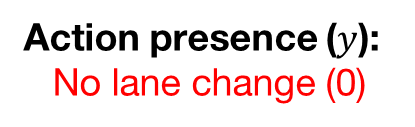 Action presence (y):
No lane change (0)